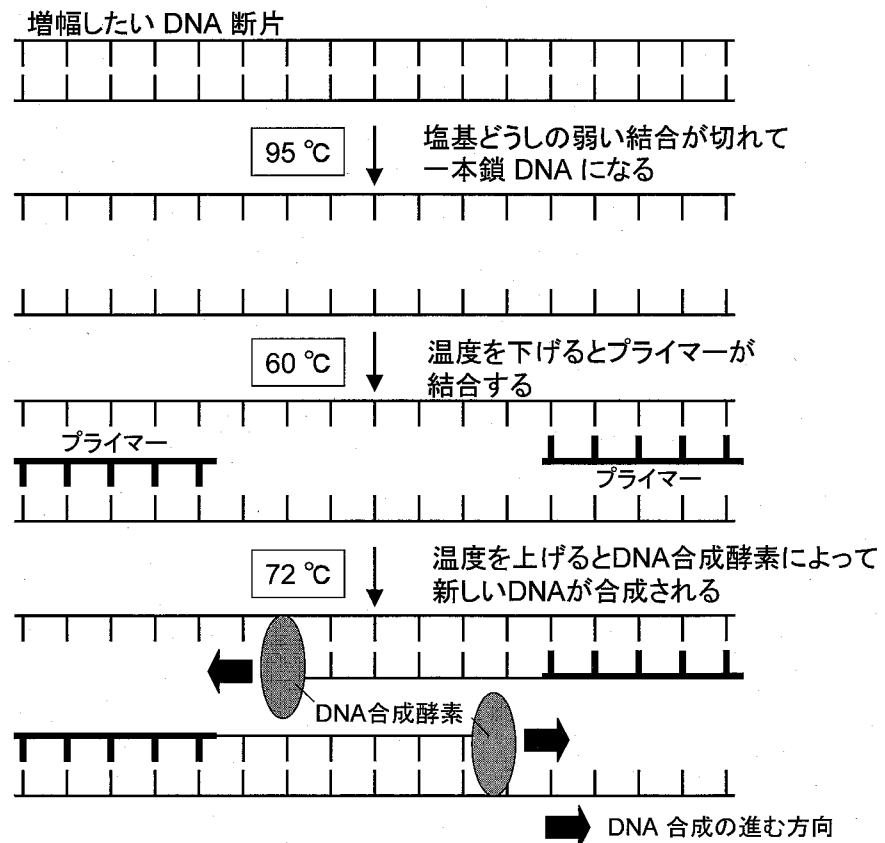 増幅したい DNA 断片
95 ℃
塩基どうしの弱い結合が切れて
一本鎖 DNA になる
60 ℃
温度を下げるとプライマーが
結合する
プライマー
プライマー
72 ℃
温度を上げるとDNA合成酵素によって
新しいDNAが合成される
DNA合成酵素
DNA 合成の進む方向